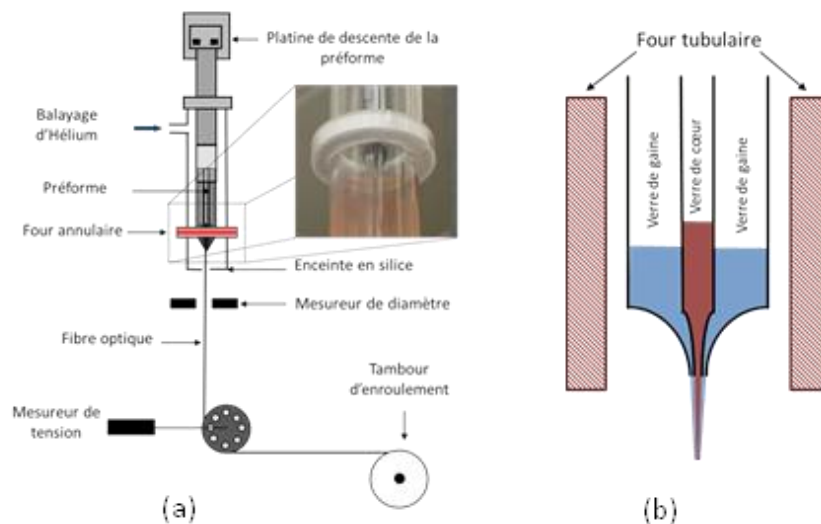 Platine de descente de la
préforme
Balayage
d'Hélium
Préforme
Four annulaire
Enceinte en silice
Mesureur de diamètre
Fibre optique
Tambour
d'enroulement
Mesureur de
tension
(a)
Four tubulaire
Verre de gaine
Verre de cœur
Verre de gaine
(b)